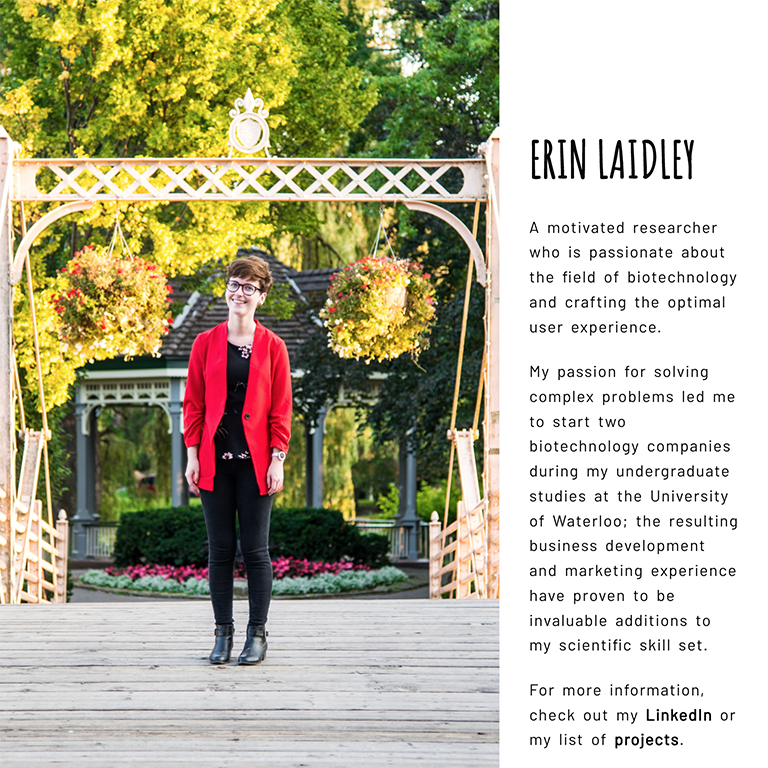 ERIN LAIDLEY
A motivated researcher
who is passionate about
the field of biotechnology
and crafting the optimal
user experience.
My passion for solving
complex problems led me
to start two
biotechnology companies
during my undergraduate
studies at the University
of Waterloo; the resulting
business development
and marketing experience
have proven to be
invaluable additions to
my scientific skill set.
For more information,
check out my LinkedIn or
my list of projects.